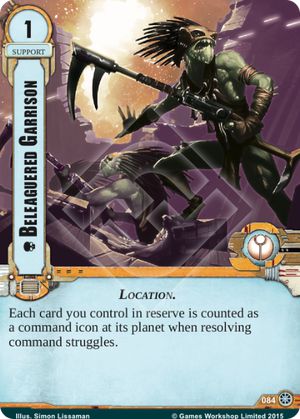 1
SUPPORT
BELEAGUERED GARRISON
LOCATION.
Each card you control in reserve is counted as
a command icon at its planet when resolving
command struggles.
084
Illus. Simon Lissaman
© Games Workshop Limited 2015